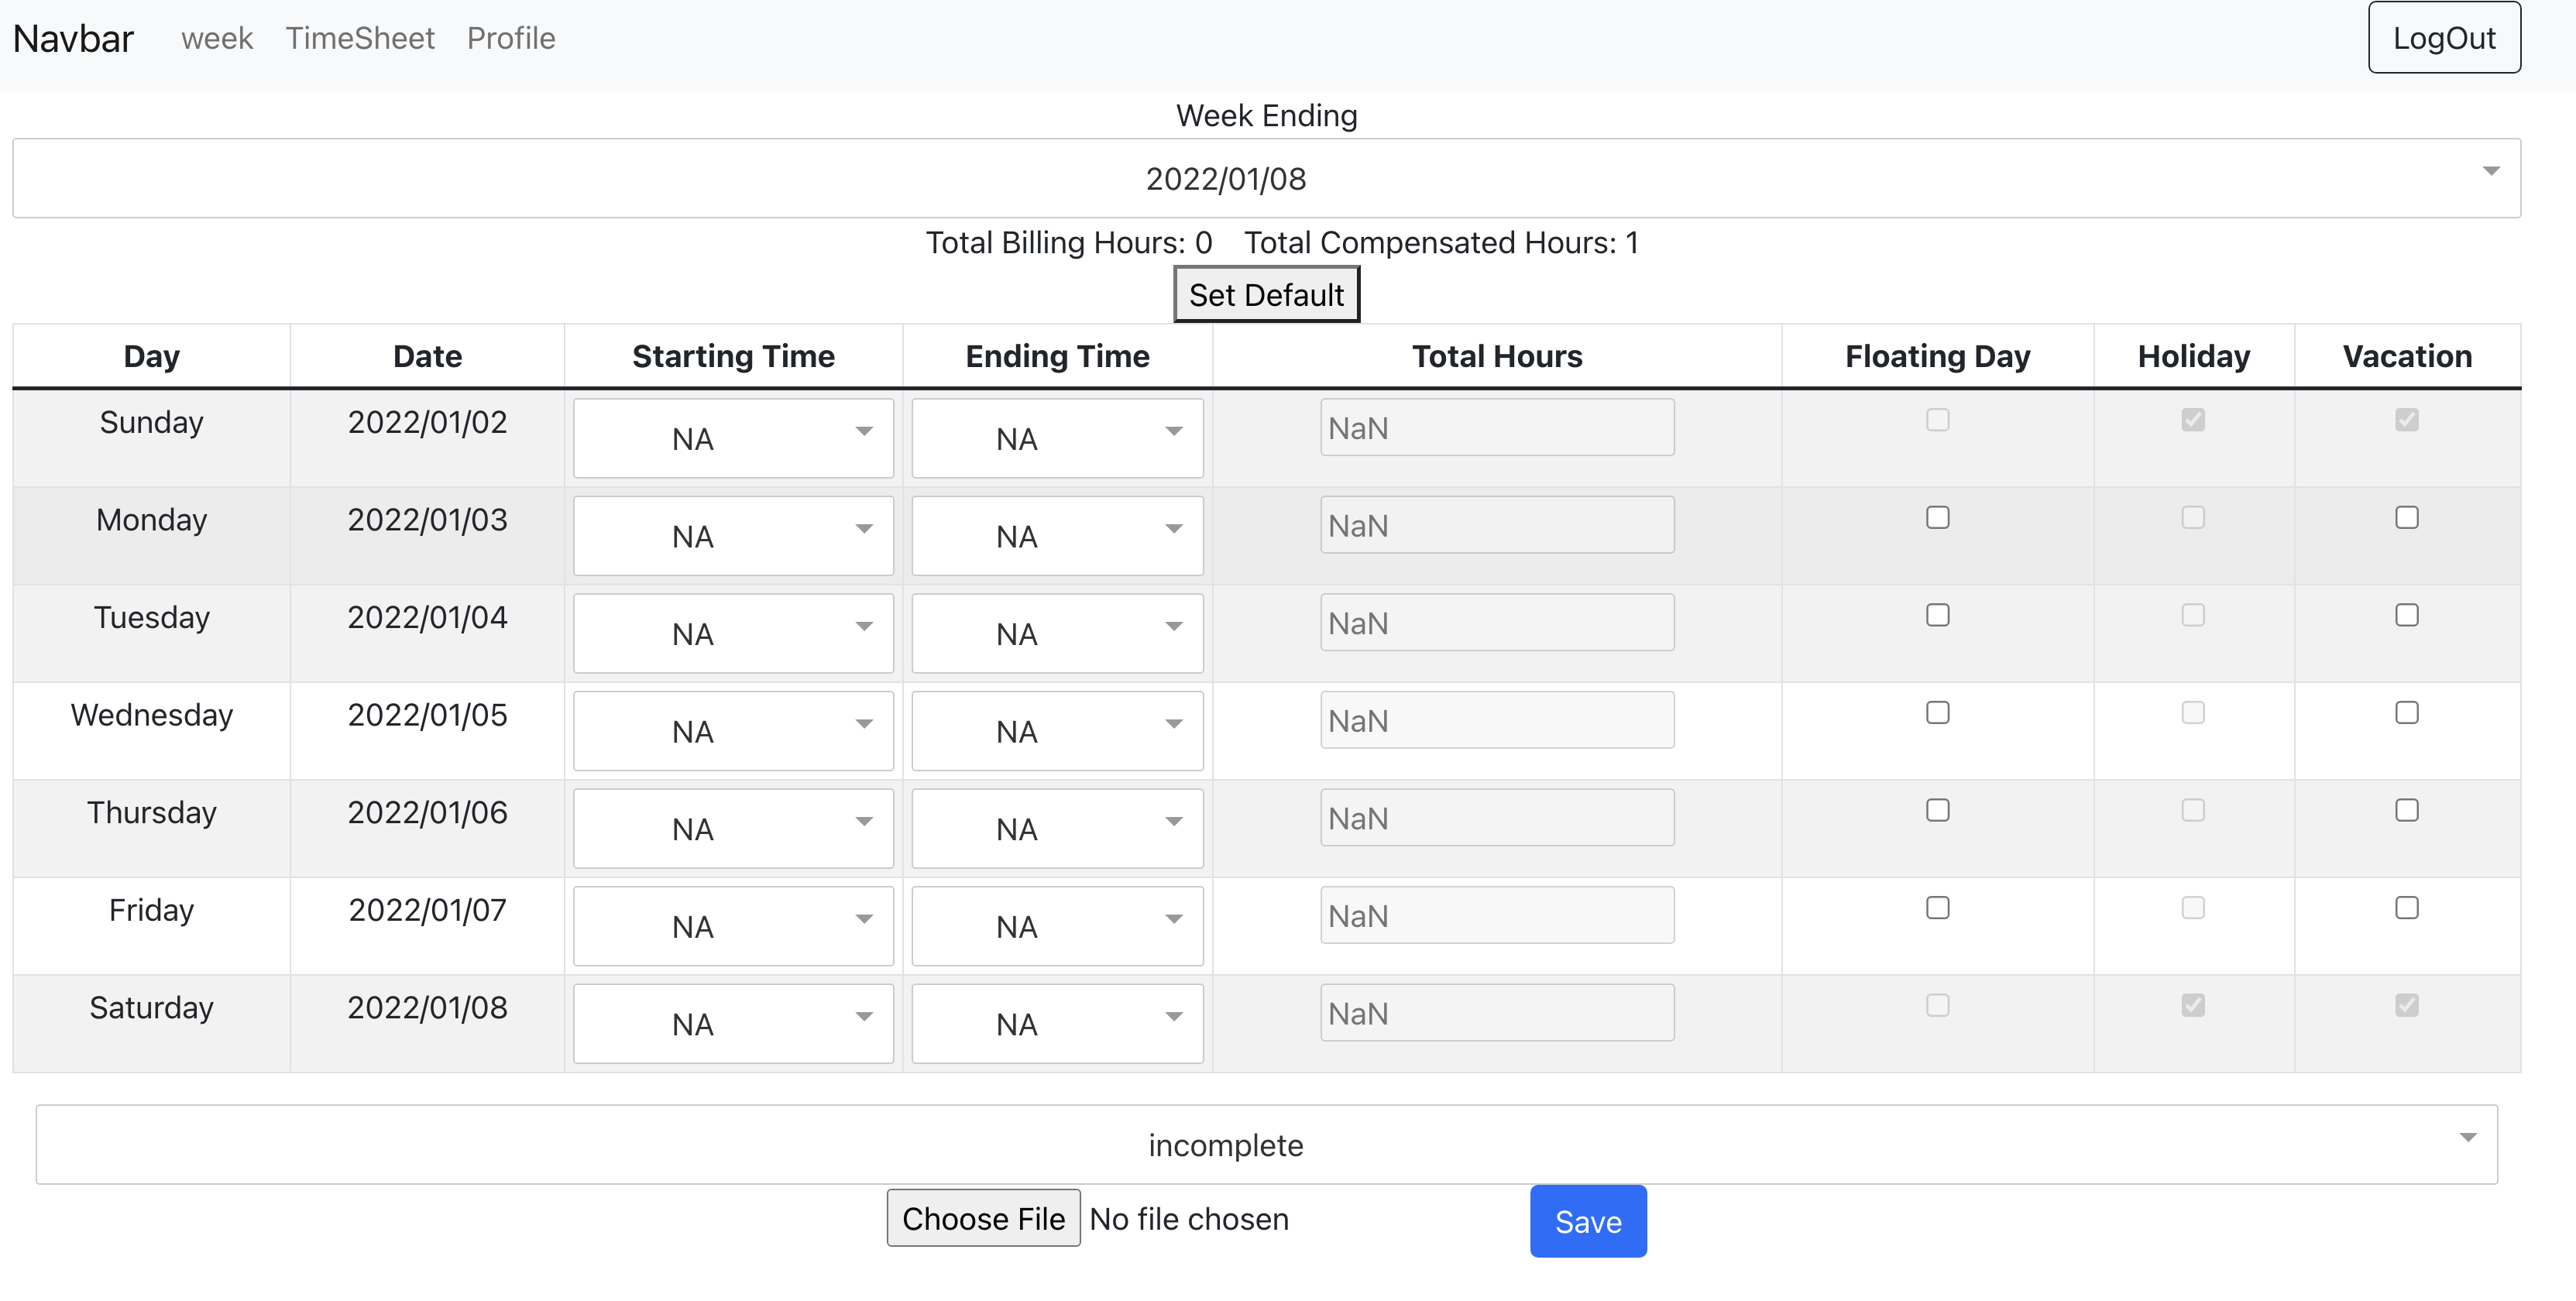 Navbar week TimeSheet Profile LogOut
Week Ending
2022/01/08
Total Billing Hours: 0 Total Compensated Hours: 1
Set Default
Day Date Starting Time Ending Time Total Hours Floating Day Holiday Vacation
Sunday 2022/01/02 NA NA NaN
Monday 2022/01/03 NA NA NaN
Tuesday 2022/01/04 NA NA NaN
Wednesday 2022/01/05 NA NA NaN
Thursday 2022/01/06 NA NA NaN
Friday 2022/01/07 NA NA NaN
Saturday 2022/01/08 NA NA NaN
incomplete
Choose File No file chosen Save